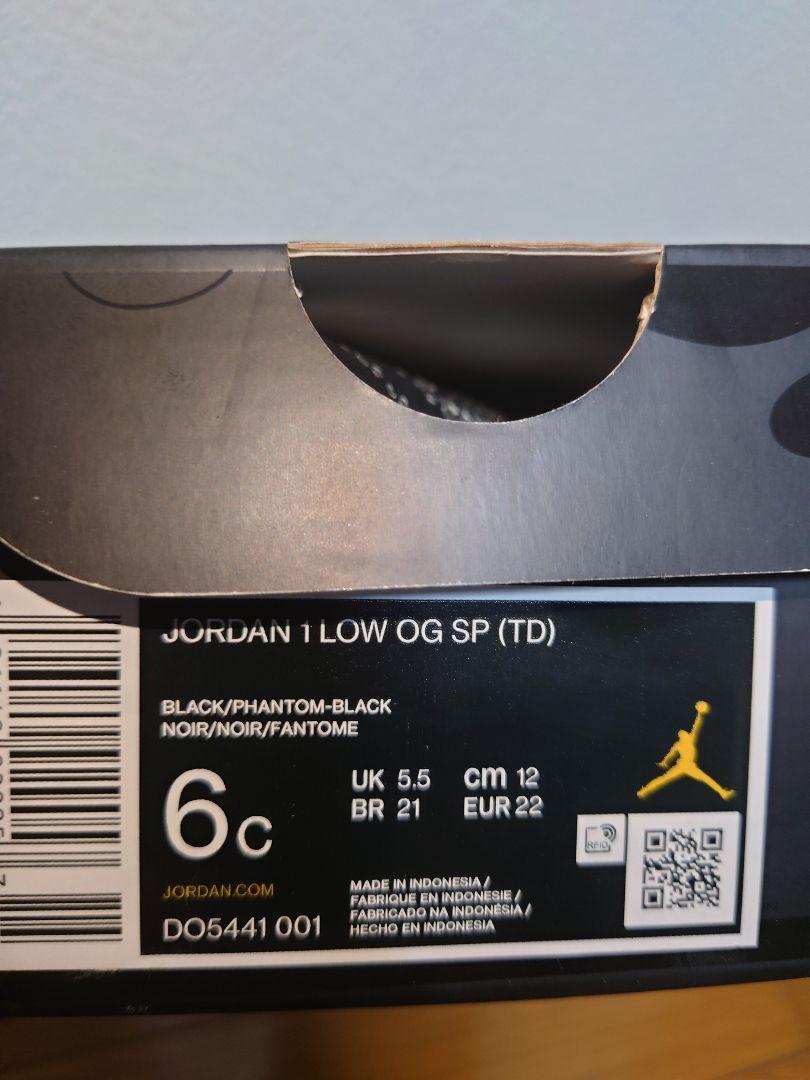 JORDAN 1 LOW OG SP (TD)
BLACK/PHANTOM-BLACK
NOIR/NOIR/FANTOME
6C
UK 5.5 cm 12
BR 21 EUR 22
RFID
JORDAN.COM
DO5441 001
MADE IN INDONESIA /
FABRIQUE EN INDONESIE /
FABRICADO NA INDONÉSIA /
HECHO EN INDONESIA